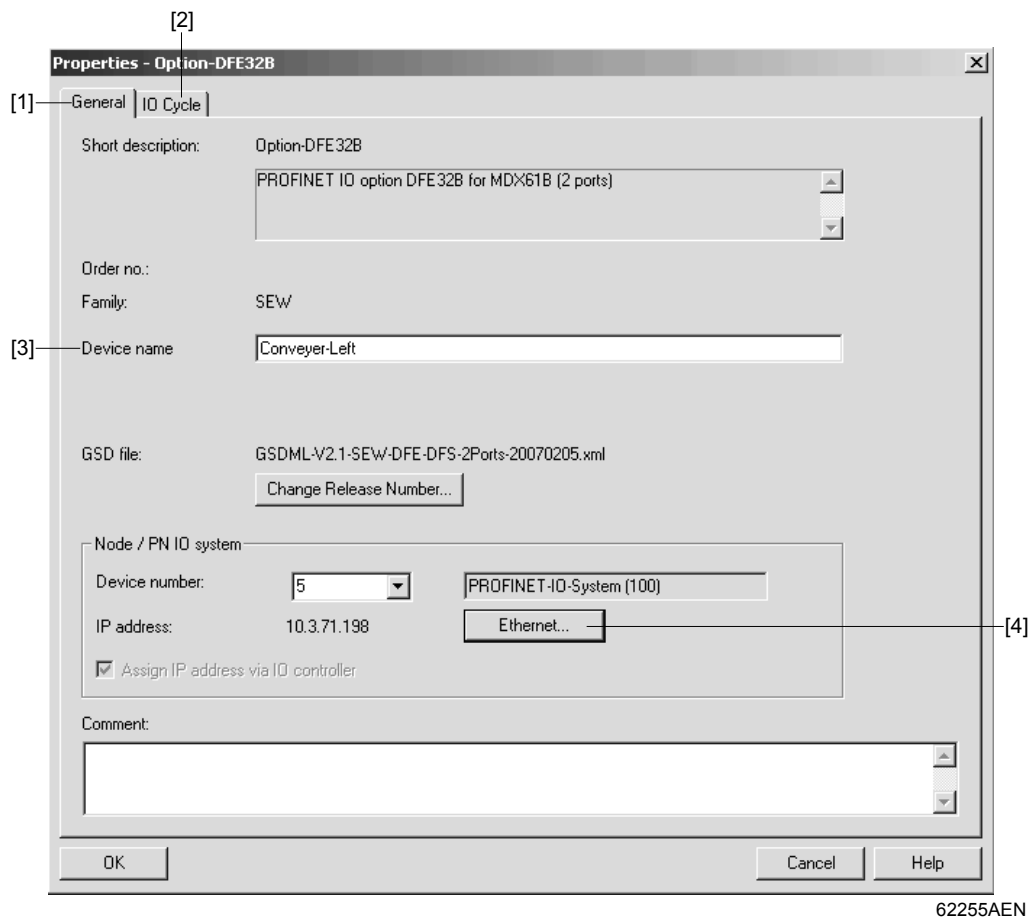 [2]
Properties - Option-DFE32B
[1] General IO Cycle
Short description: Option-DFE32B
PROFINET IO option DFE32B for MDX61B (2 ports)
Order no.:
Family: SEW
[3] Device name Conveyer-Left
GSD file: GSDML-V2.1-SEW-DFE-DFS-2Ports-20070205.xml
Change Release Number...
Node / PN IO system
Device number: 5 PROFINET-IO-System (100)
IP address: 10.3.71.198 Ethernet... [4]
Assign IP address via IO controller
Comment:
OK Cancel Help
62255AEN